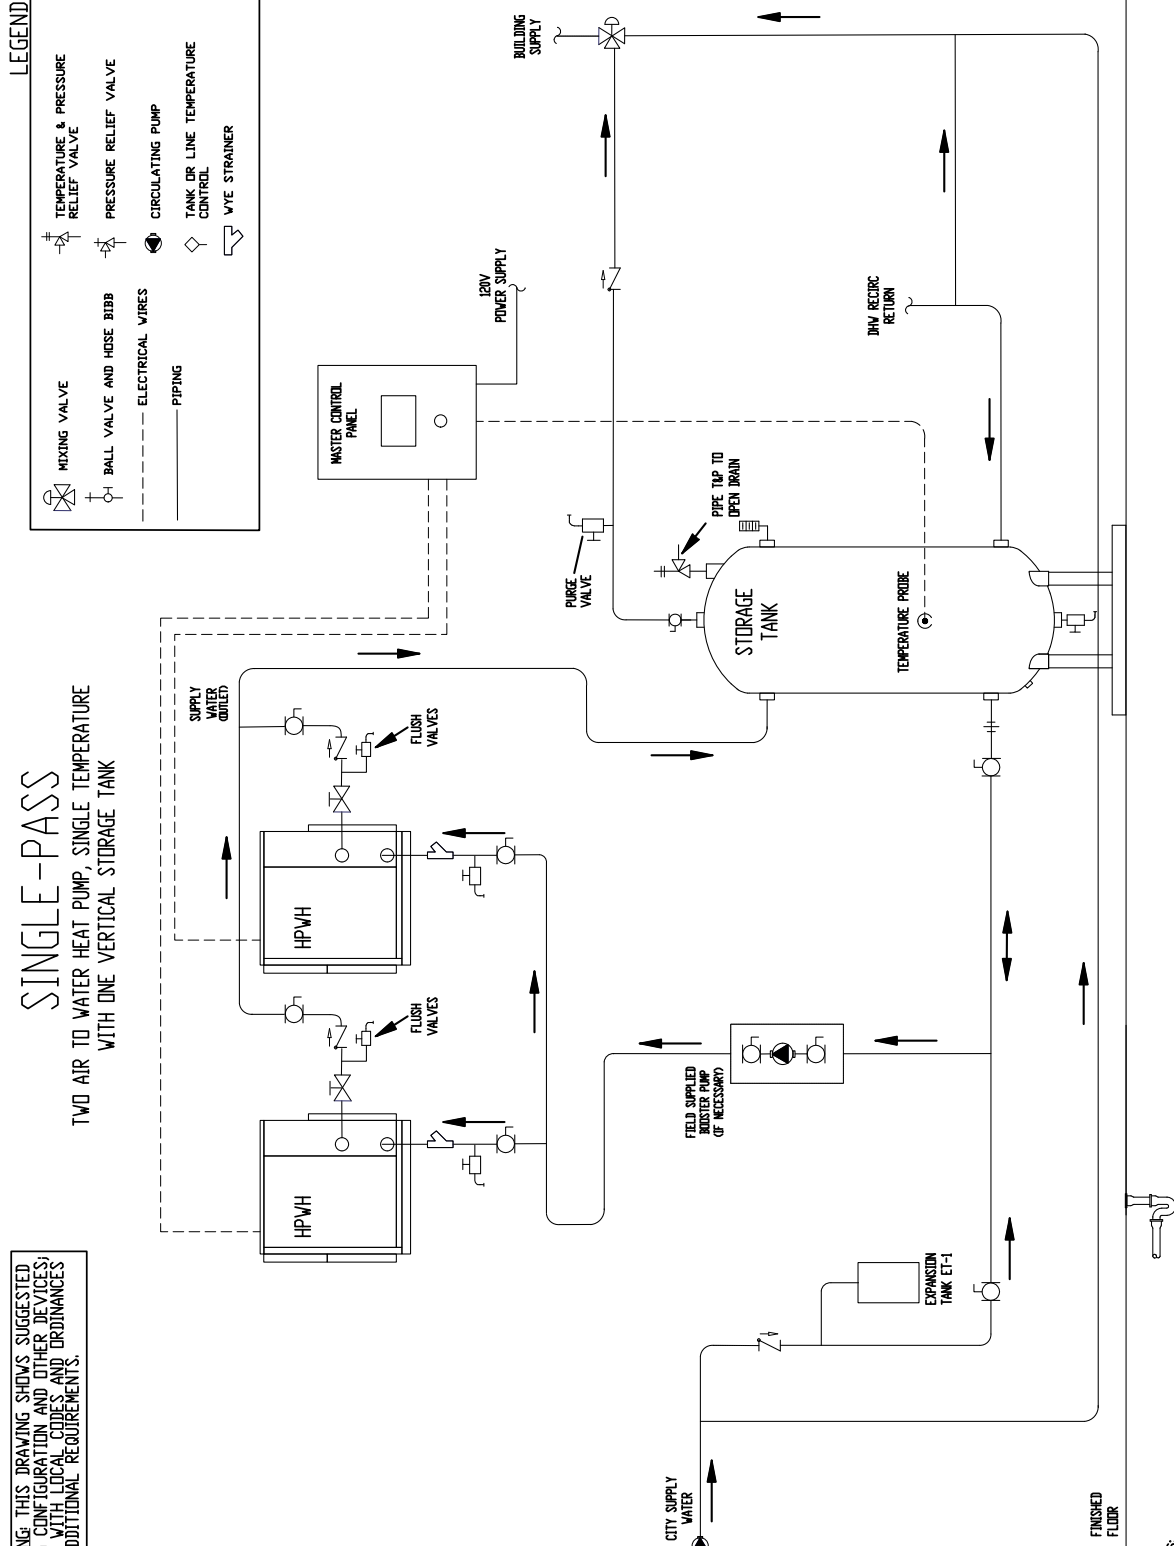 NG: THIS DRAWING SHOWS SUGGESTED
CONFIGURATION AND OTHER DEVICES;
WITH LOCAL CODES AND ORDINANCES
DDITIONAL REQUIREMENTS.
SINGLE-PASS
TWO AIR TO WATER HEAT PUMP, SINGLE TEMPERATURE
WITH ONE VERTICAL STORAGE TANK
LEGEND
MIXING VALVE
BALL VALVE AND HOSE BIBB
ELECTRICAL WIRES
PIPING
TEMPERATURE & PRESSURE
RELIEF VALVE
PRESSURE RELIEF VALVE
CIRCULATING PUMP
TANK OR LINE TEMPERATURE
CONTROL
WYE STRAINER
SUPPLY
WATER
(OUTLET)
HPWH
FLUSH
VALVES
HPWH
FLUSH
VALVES
MASTER CONTROL
PANEL
120V
POWER SUPPLY
BUILDING
SUPPLY
PURGE
VALVE
PIPE T&P TO
OPEN DRAIN
STORAGE
TANK
TEMPERATURE PROBE
DHW RECIRC
RETURN
FIELD SUPPLIED
BOOSTER PUMP
(IF NECESSARY)
EXPANSION
TANK ET-1
CITY SUPPLY
WATER
FINISHED
FLOOR